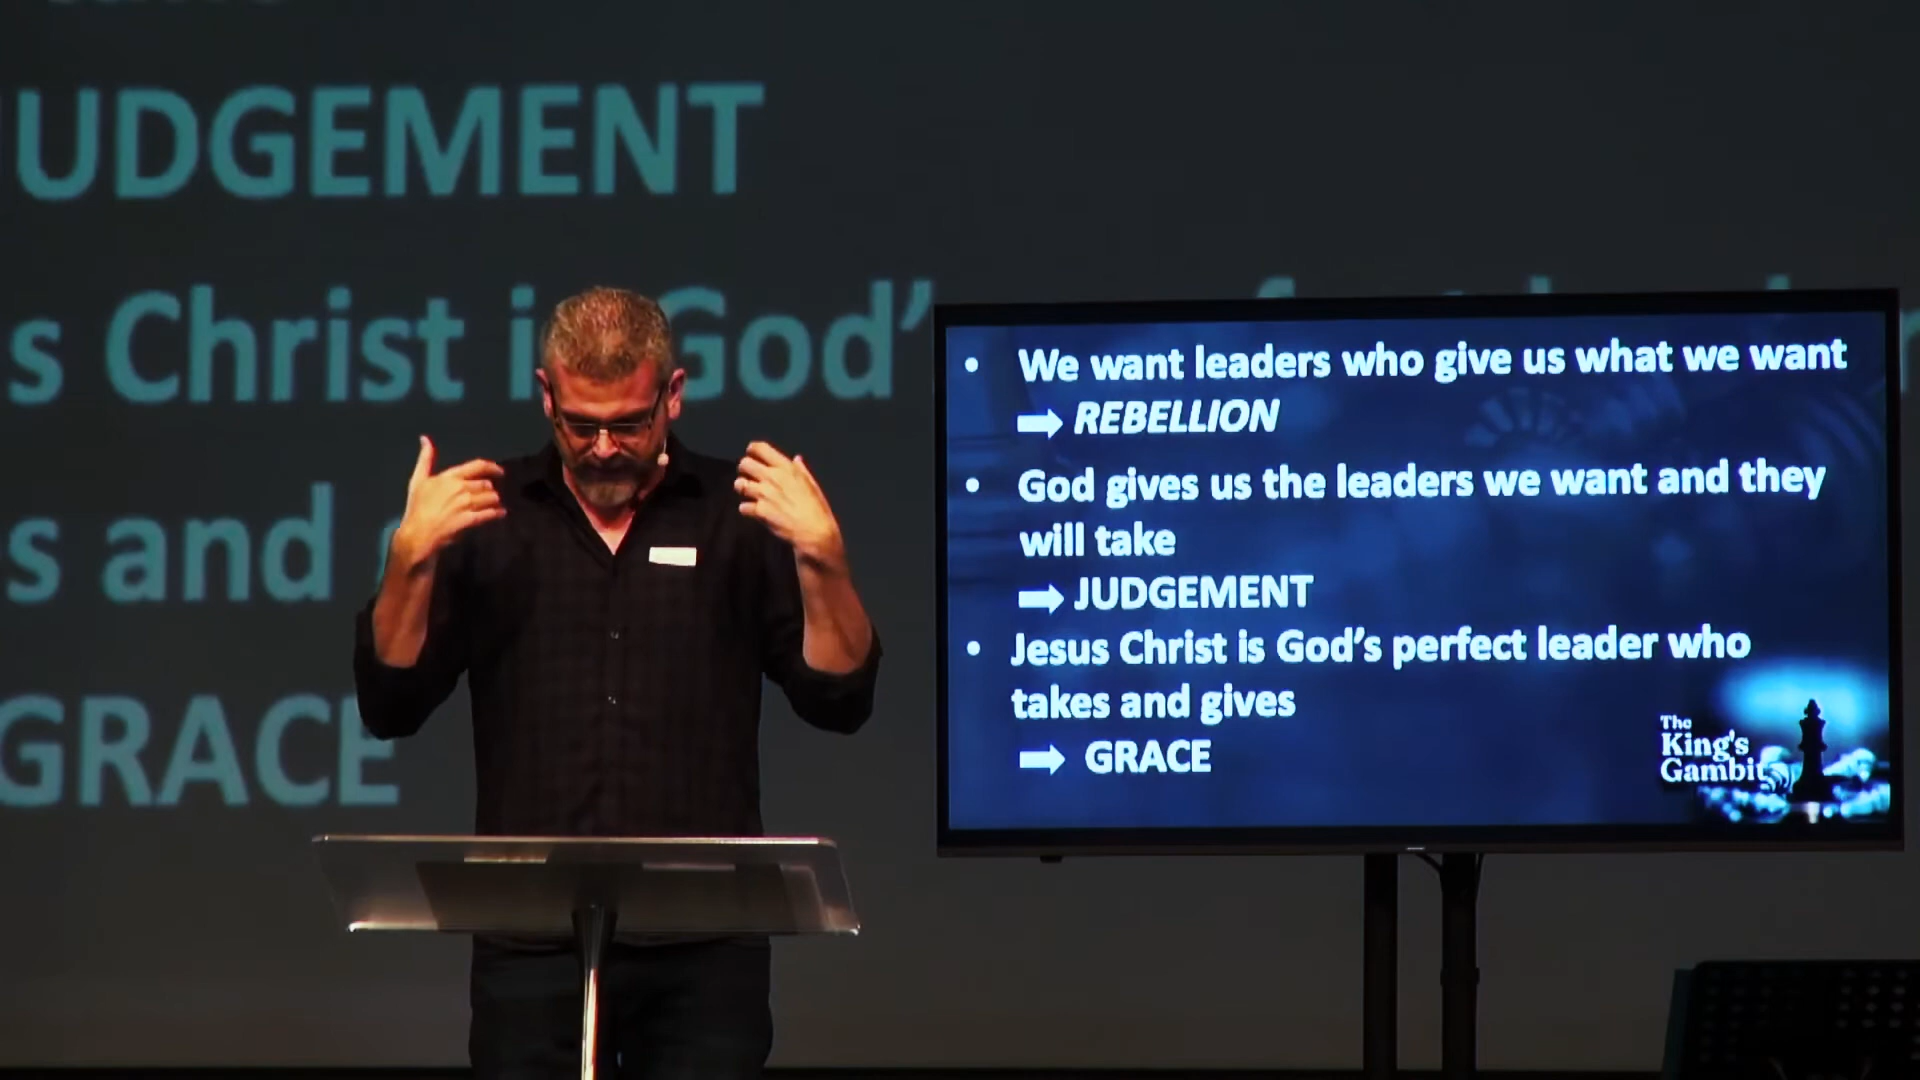 UDGEMENT
s Christ is God’
s and
GRACE
• We want leaders who give us what we want
➡ REBELLION
• God gives us the leaders we want and they
will take
➡ JUDGEMENT
• Jesus Christ is God’s perfect leader who
takes and gives
➡ GRACE
The
King's
Gambit